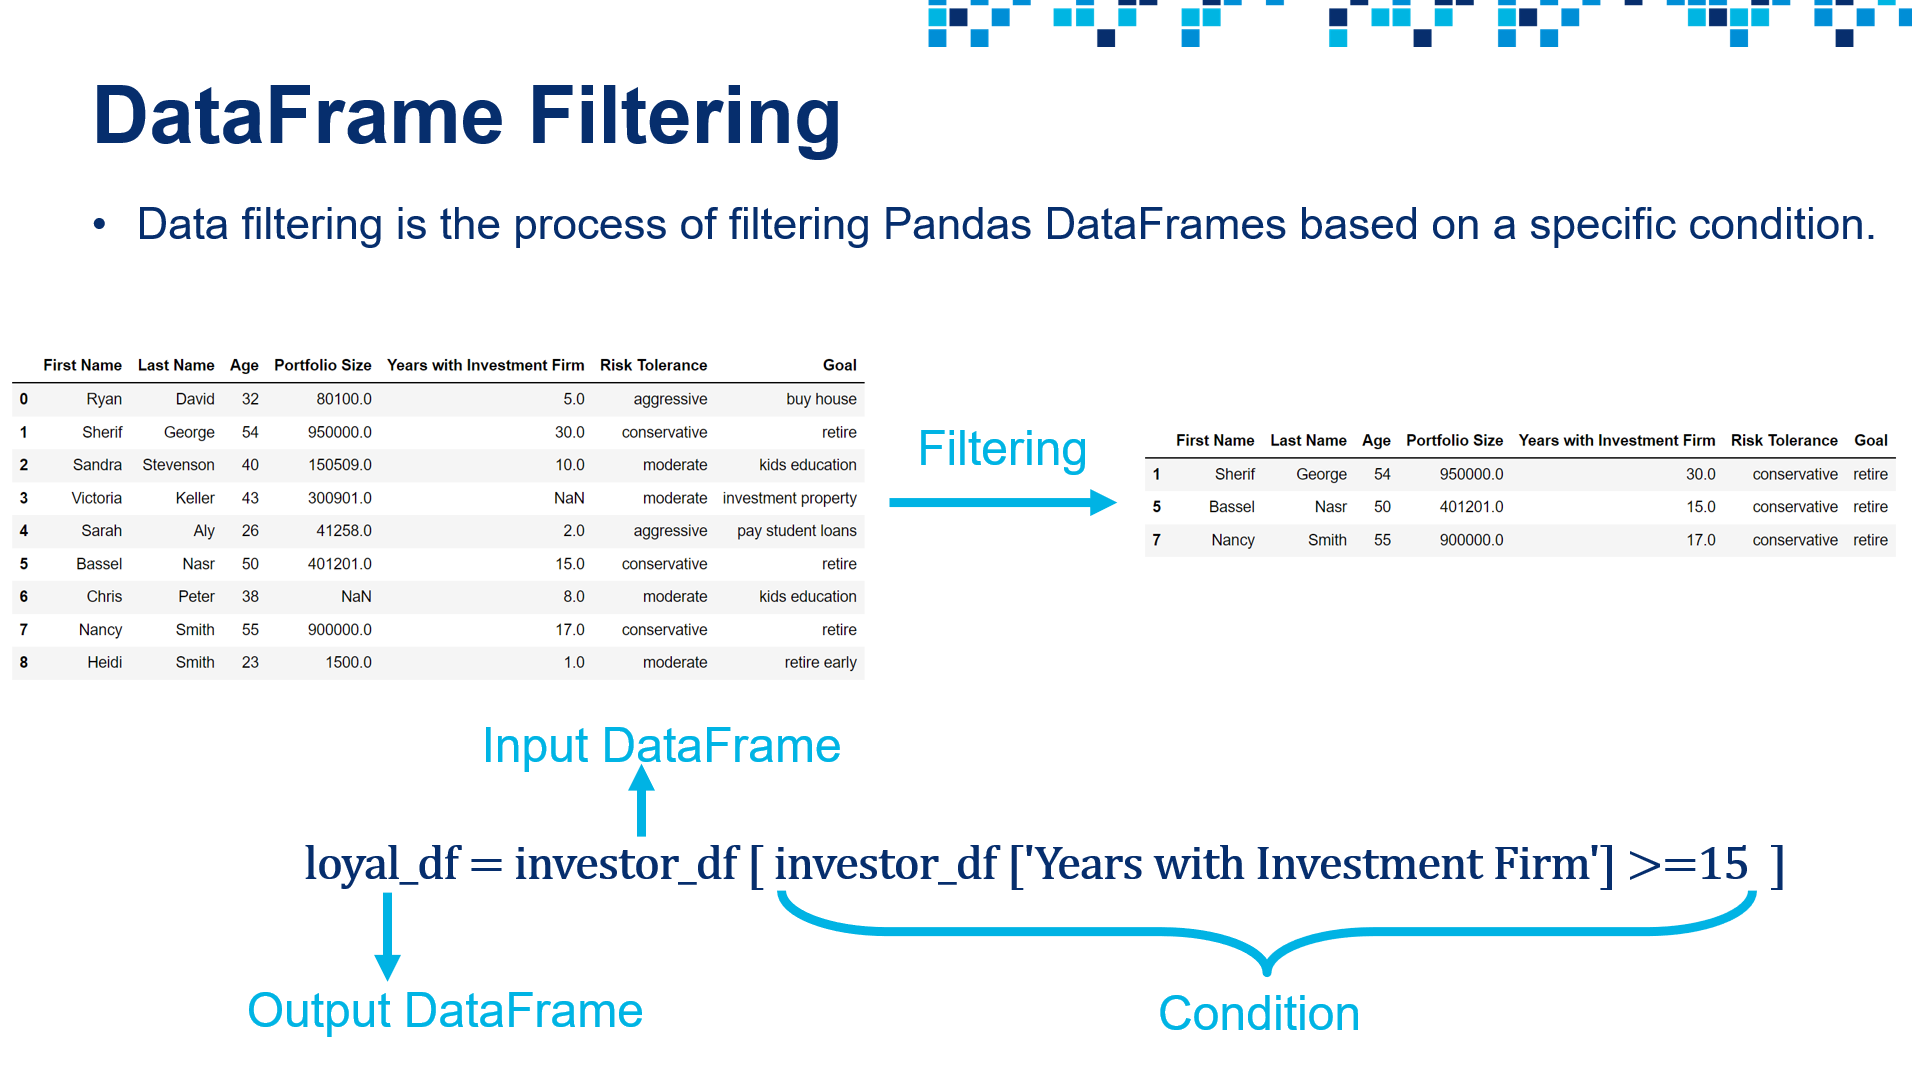 DataFrame Filtering
• Data filtering is the process of filtering Pandas DataFrames based on a specific condition.
First Name Last Name Age Portfolio Size Years with Investment Firm Risk Tolerance Goal
0 Ryan David 32 80100.0 5.0 aggressive buy house
1 Sherif George 54 950000.0 30.0 conservative retire
2 Sandra Stevenson 40 150509.0 10.0 moderate kids education
3 Victoria Keller 43 300901.0 NaN moderate investment property
4 Sarah Aly 26 41258.0 2.0 aggressive pay student loans
5 Bassel Nasr 50 401201.0 15.0 conservative retire
6 Chris Peter 38 NaN 8.0 moderate kids education
7 Nancy Smith 55 900000.0 17.0 conservative retire
8 Heidi Smith 23 1500.0 1.0 moderate retire early
Filtering
First Name Last Name Age Portfolio Size Years with Investment Firm Risk Tolerance Goal
1 Sherif George 54 950000.0 30.0 conservative retire
5 Bassel Nasr 50 401201.0 15.0 conservative retire
7 Nancy Smith 55 900000.0 17.0 conservative retire
Input DataFrame
loyal_df = investor_df [ investor_df ['Years with Investment Firm'] >=15 ]
Output DataFrame
Condition